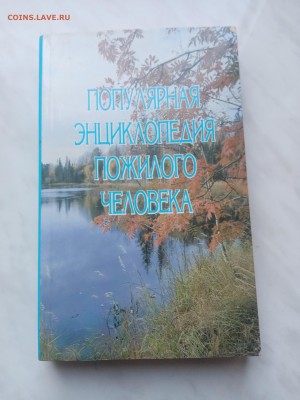 COINS.LAVE.RU
ПОПУЛЯРНАЯ
ЭНЦИКЛОПЕДИЯ
ПОЖИЛОГО
ЧЕЛОВЕКА